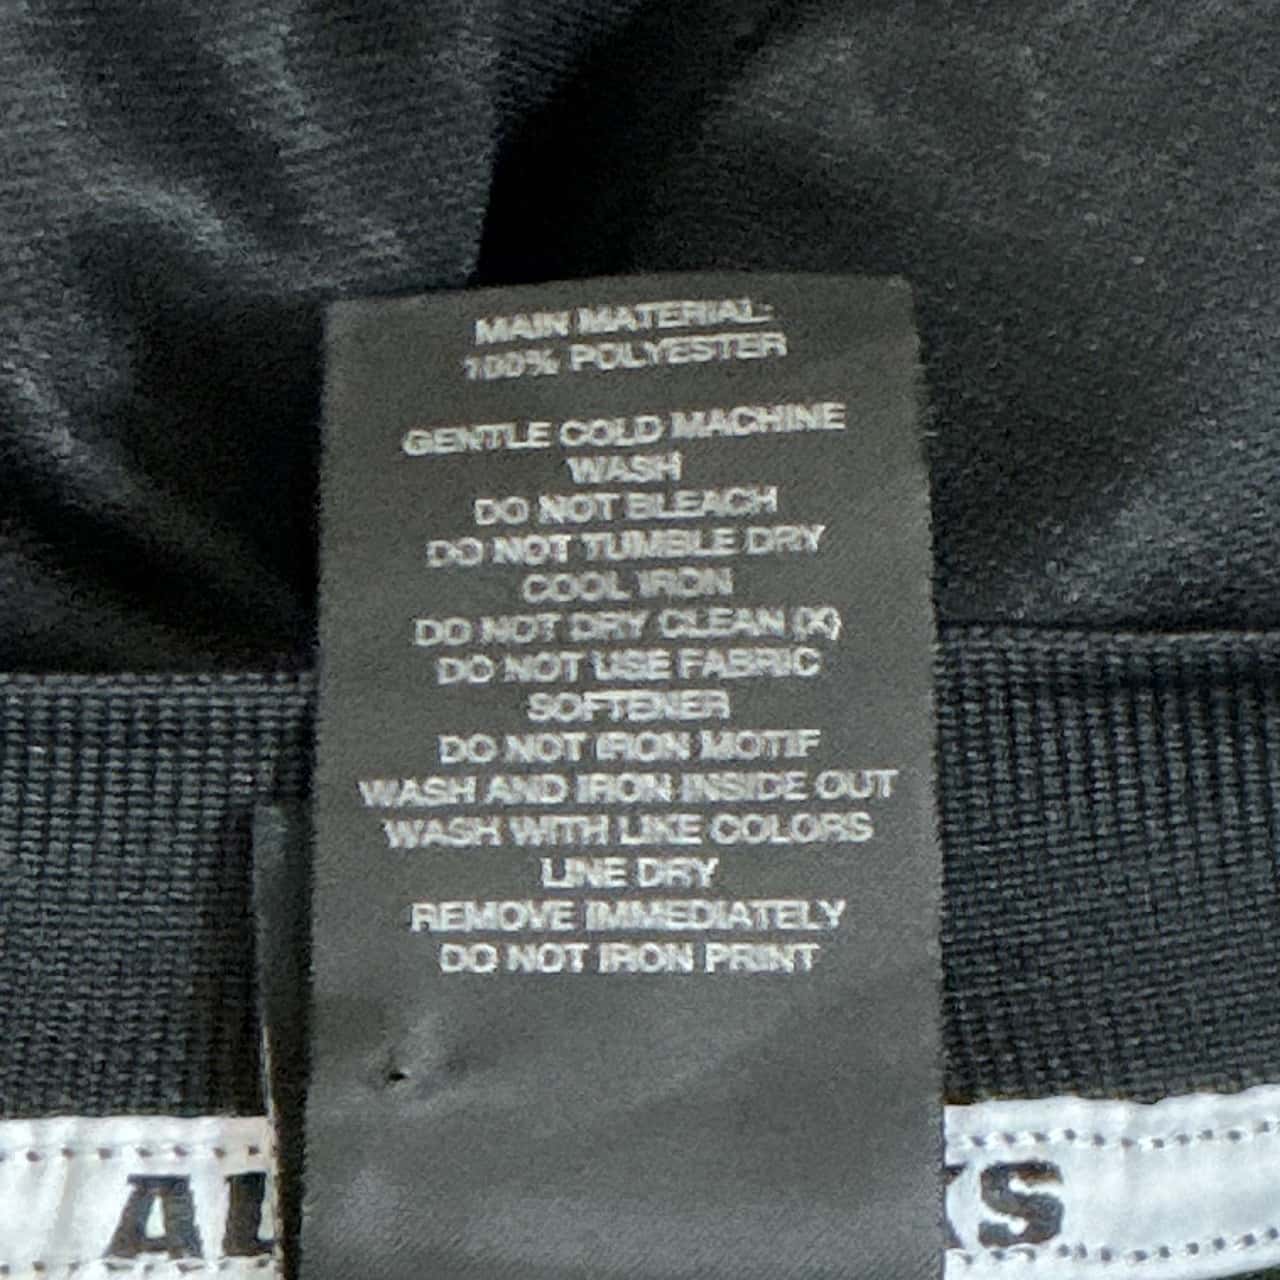 MAIN MATERIAL:
100% POLYESTER
GENTLE COLD MACHINE
WASH
DO NOT BLEACH
DO NOT TUMBLE DRY
COOL IRON
DO NOT DRY CLEAN (X)
DO NOT USE FABRIC
SOFTENER
DO NOT IRON MOTIF
WASH AND IRON INSIDE OUT
WASH WITH LIKE COLORS
LINE DRY
REMOVE IMMEDIATELY
DO NOT IRON PRINT